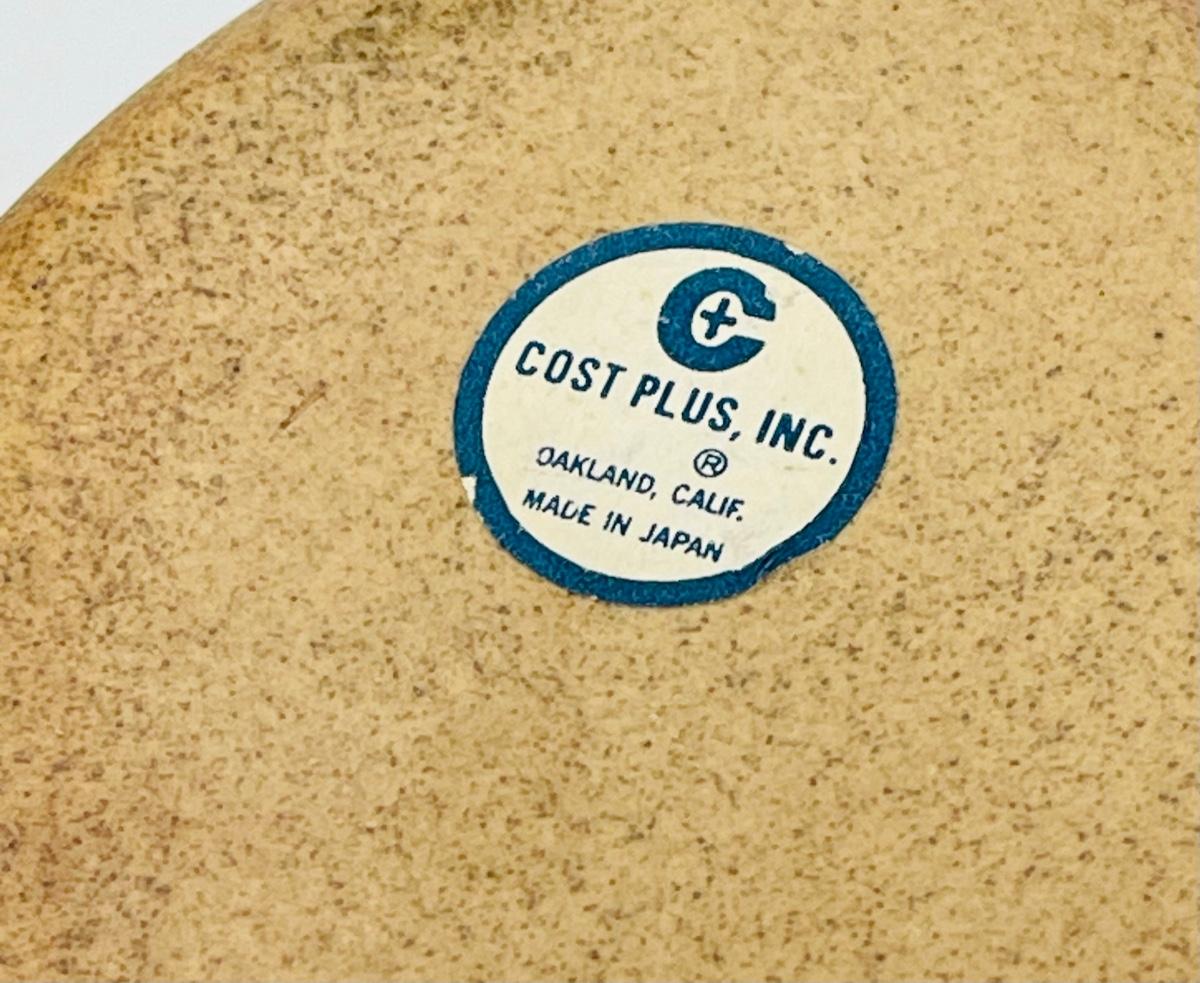 C+
COST PLUS, INC.
®
OAKLAND, CALIF.
MADE IN JAPAN